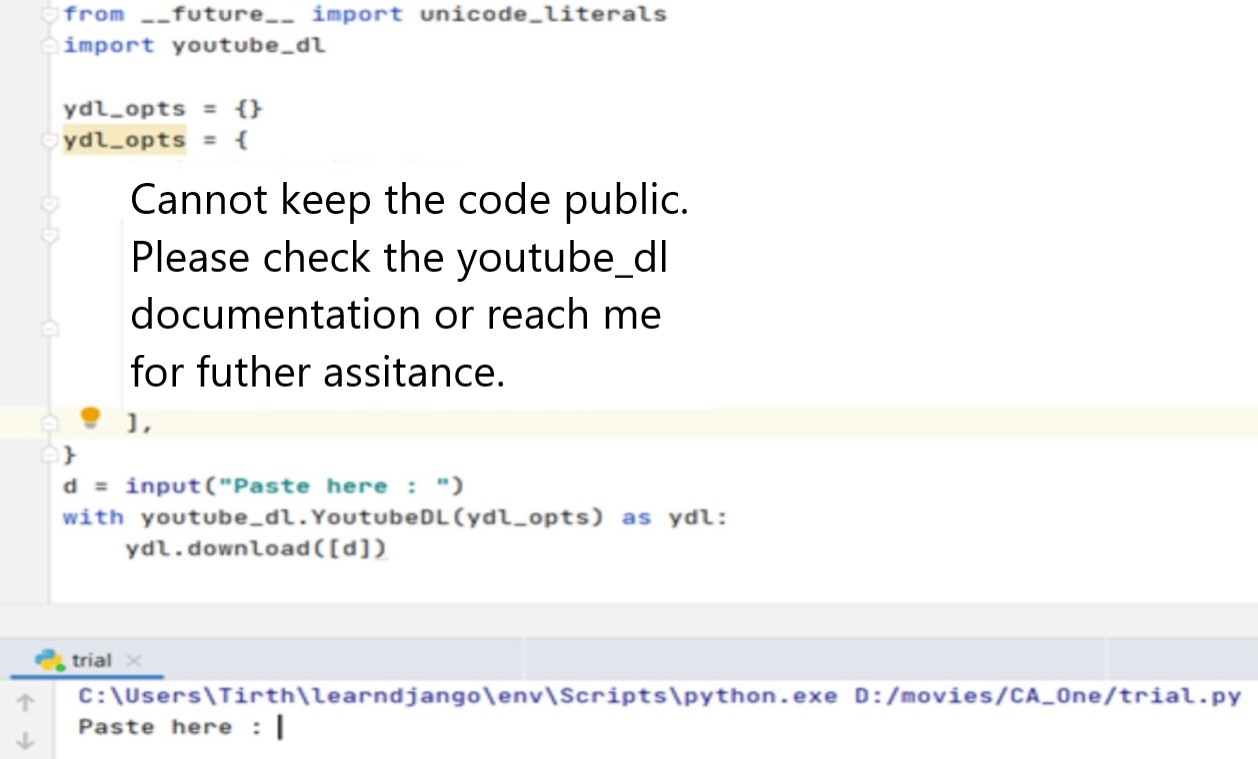 from __future__ import unicode_literals
import youtube_dl
ydl_opts = {}
ydl_opts = {
Cannot keep the code public.
Please check the youtube_dl
documentation or reach me
for futher assitance.
],
}
d = input("Paste here : ")
with youtube_dl.YoutubeDL(ydl_opts) as ydl:
ydl.download([d])
trial
C:\Users\Tirth\learndjango\env\Scripts\python.exe D:/movies/CA_One/trial.py
Paste here :